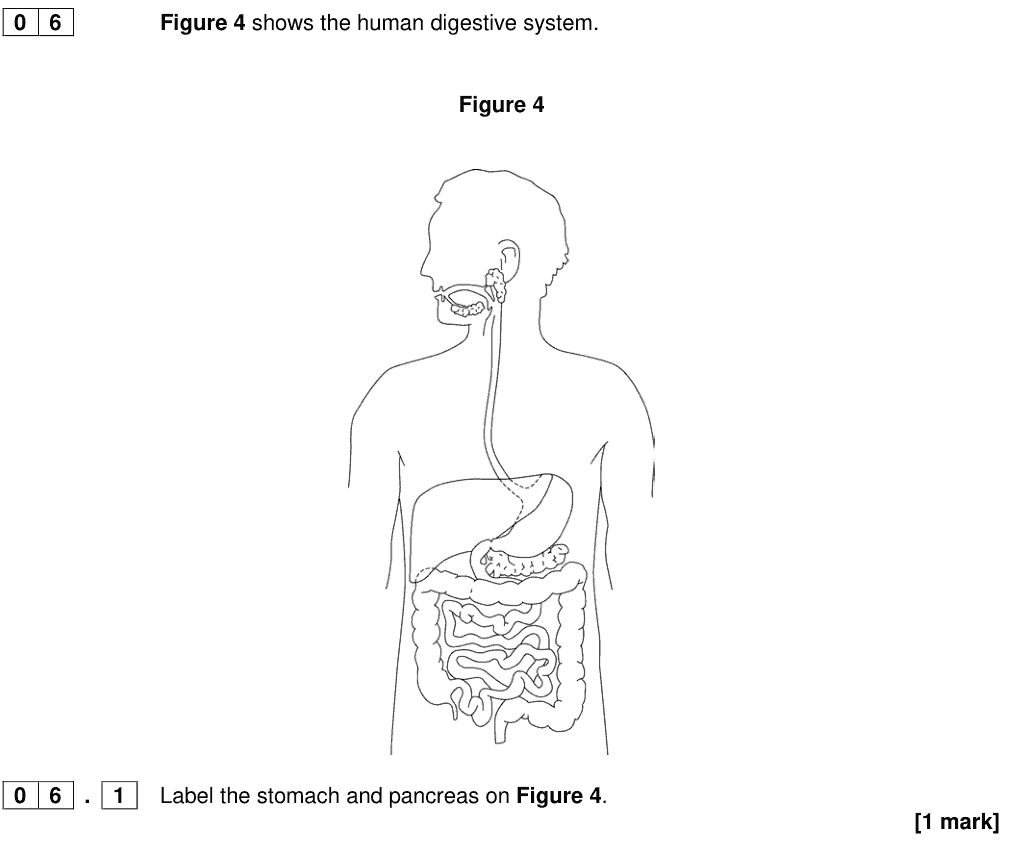 0 6 Figure 4 shows the human digestive system.
Figure 4
0 6 . 1 Label the stomach and pancreas on Figure 4.
[1 mark]